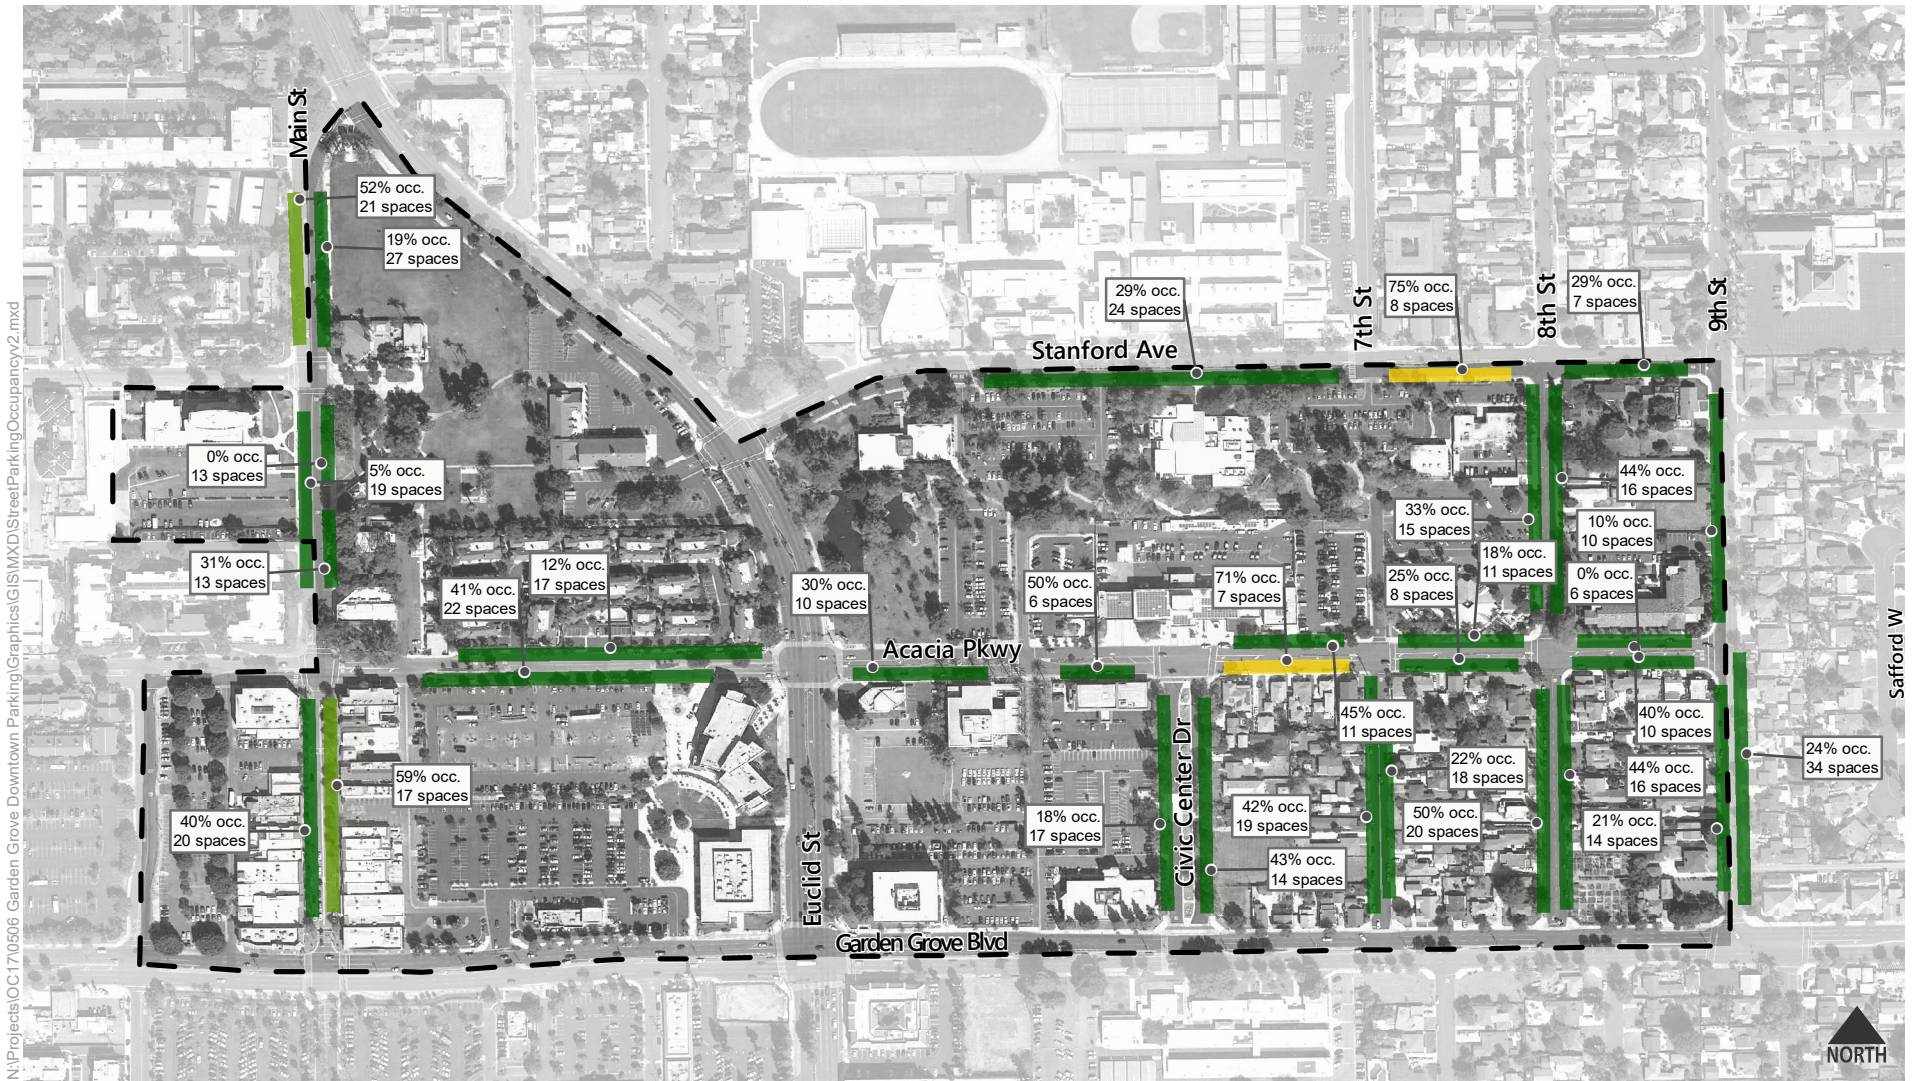 Main St
52% occ.
21 spaces
19% occ.
27 spaces
29% occ.
24 spaces
7th St
75% occ.
8 spaces
8th St
29% occ.
7 spaces
9th St
Stanford Ave
0% occ.
13 spaces
5% occ.
19 spaces
44% occ.
16 spaces
33% occ.
15 spaces
10% occ.
10 spaces
31% occ.
13 spaces
12% occ.
17 spaces
41% occ.
22 spaces
30% occ.
10 spaces
50% occ.
6 spaces
71% occ.
7 spaces
18% occ.
11 spaces
25% occ.
8 spaces
0% occ.
6 spaces
Acacia Pkwy
Safford W
45% occ.
11 spaces
40% occ.
10 spaces
24% occ.
34 spaces
59% occ.
17 spaces
22% occ.
18 spaces
44% occ.
16 spaces
40% occ.
20 spaces
18% occ.
17 spaces
Civic Center Dr
42% occ.
19 spaces
50% occ.
20 spaces
21% occ.
14 spaces
43% occ.
14 spaces
Euclid St
Garden Grove Blvd
NORTH
N:\Projects\OC17\0506 Garden Grove Downtown Parking\Graphics\GIS\MXD\StreetParkingOccupancyv2.mxd